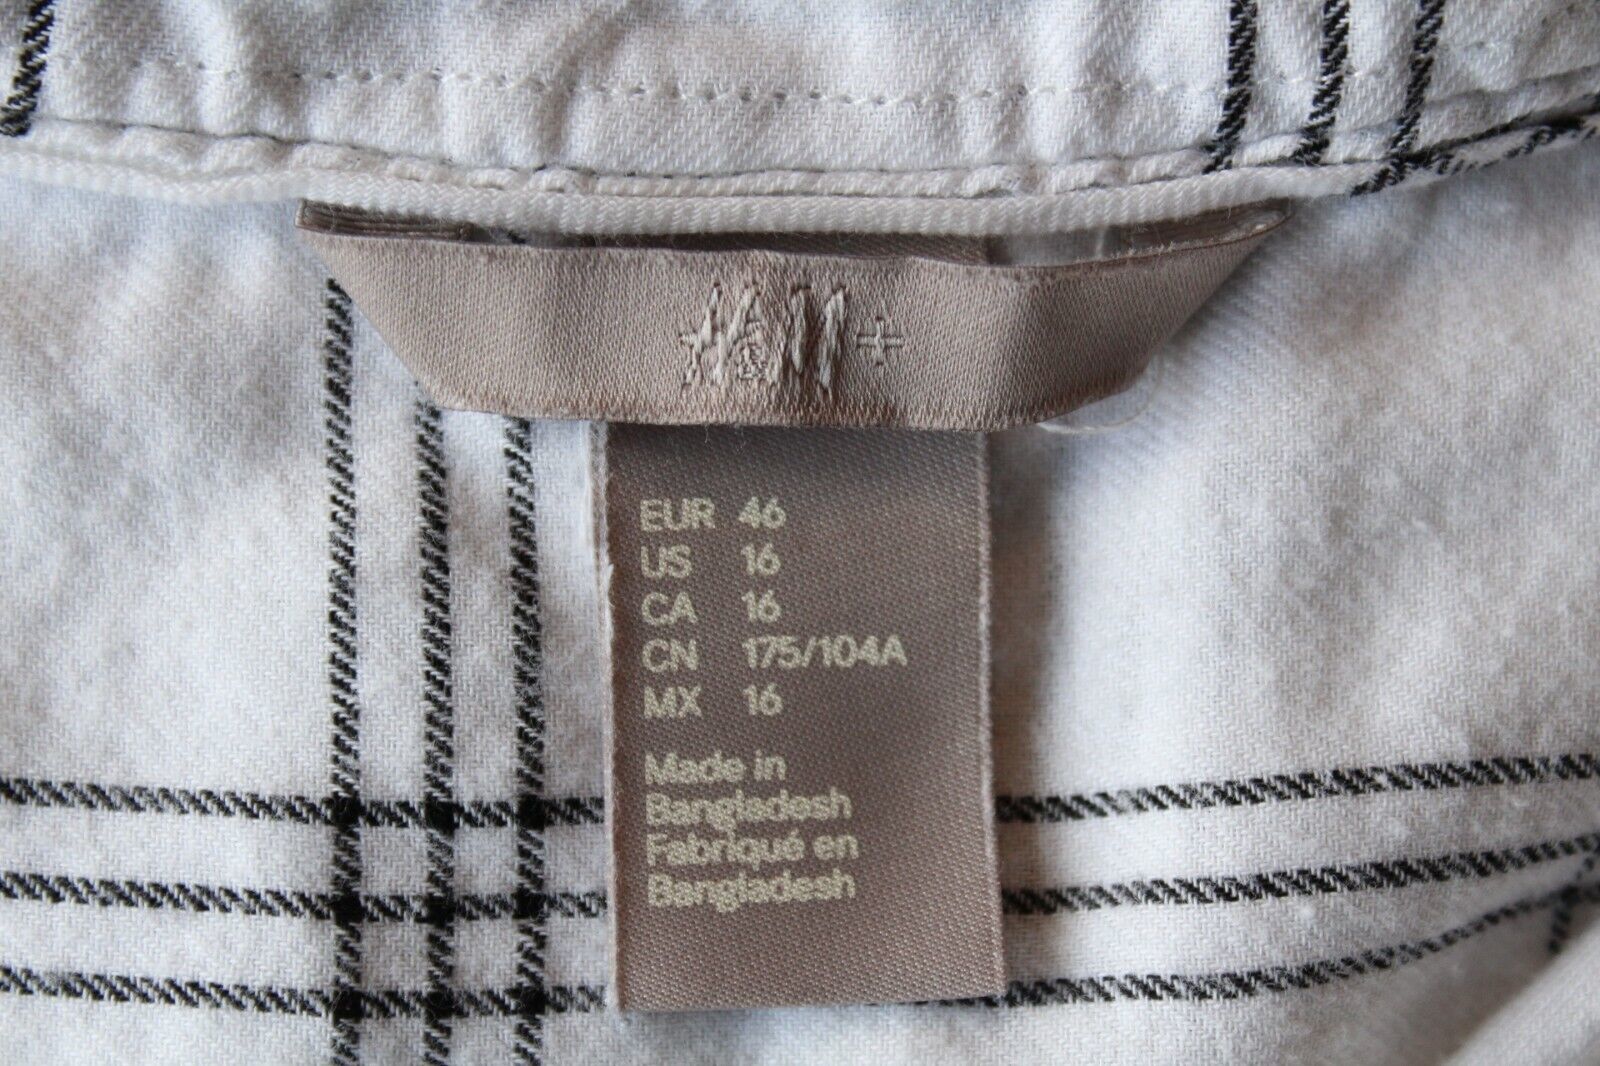 H&M+
EUR 46
US 16
CA 16
CN 175/104A
MX 16
Made in
Bangladesh
Fabriqué en
Bangladesh